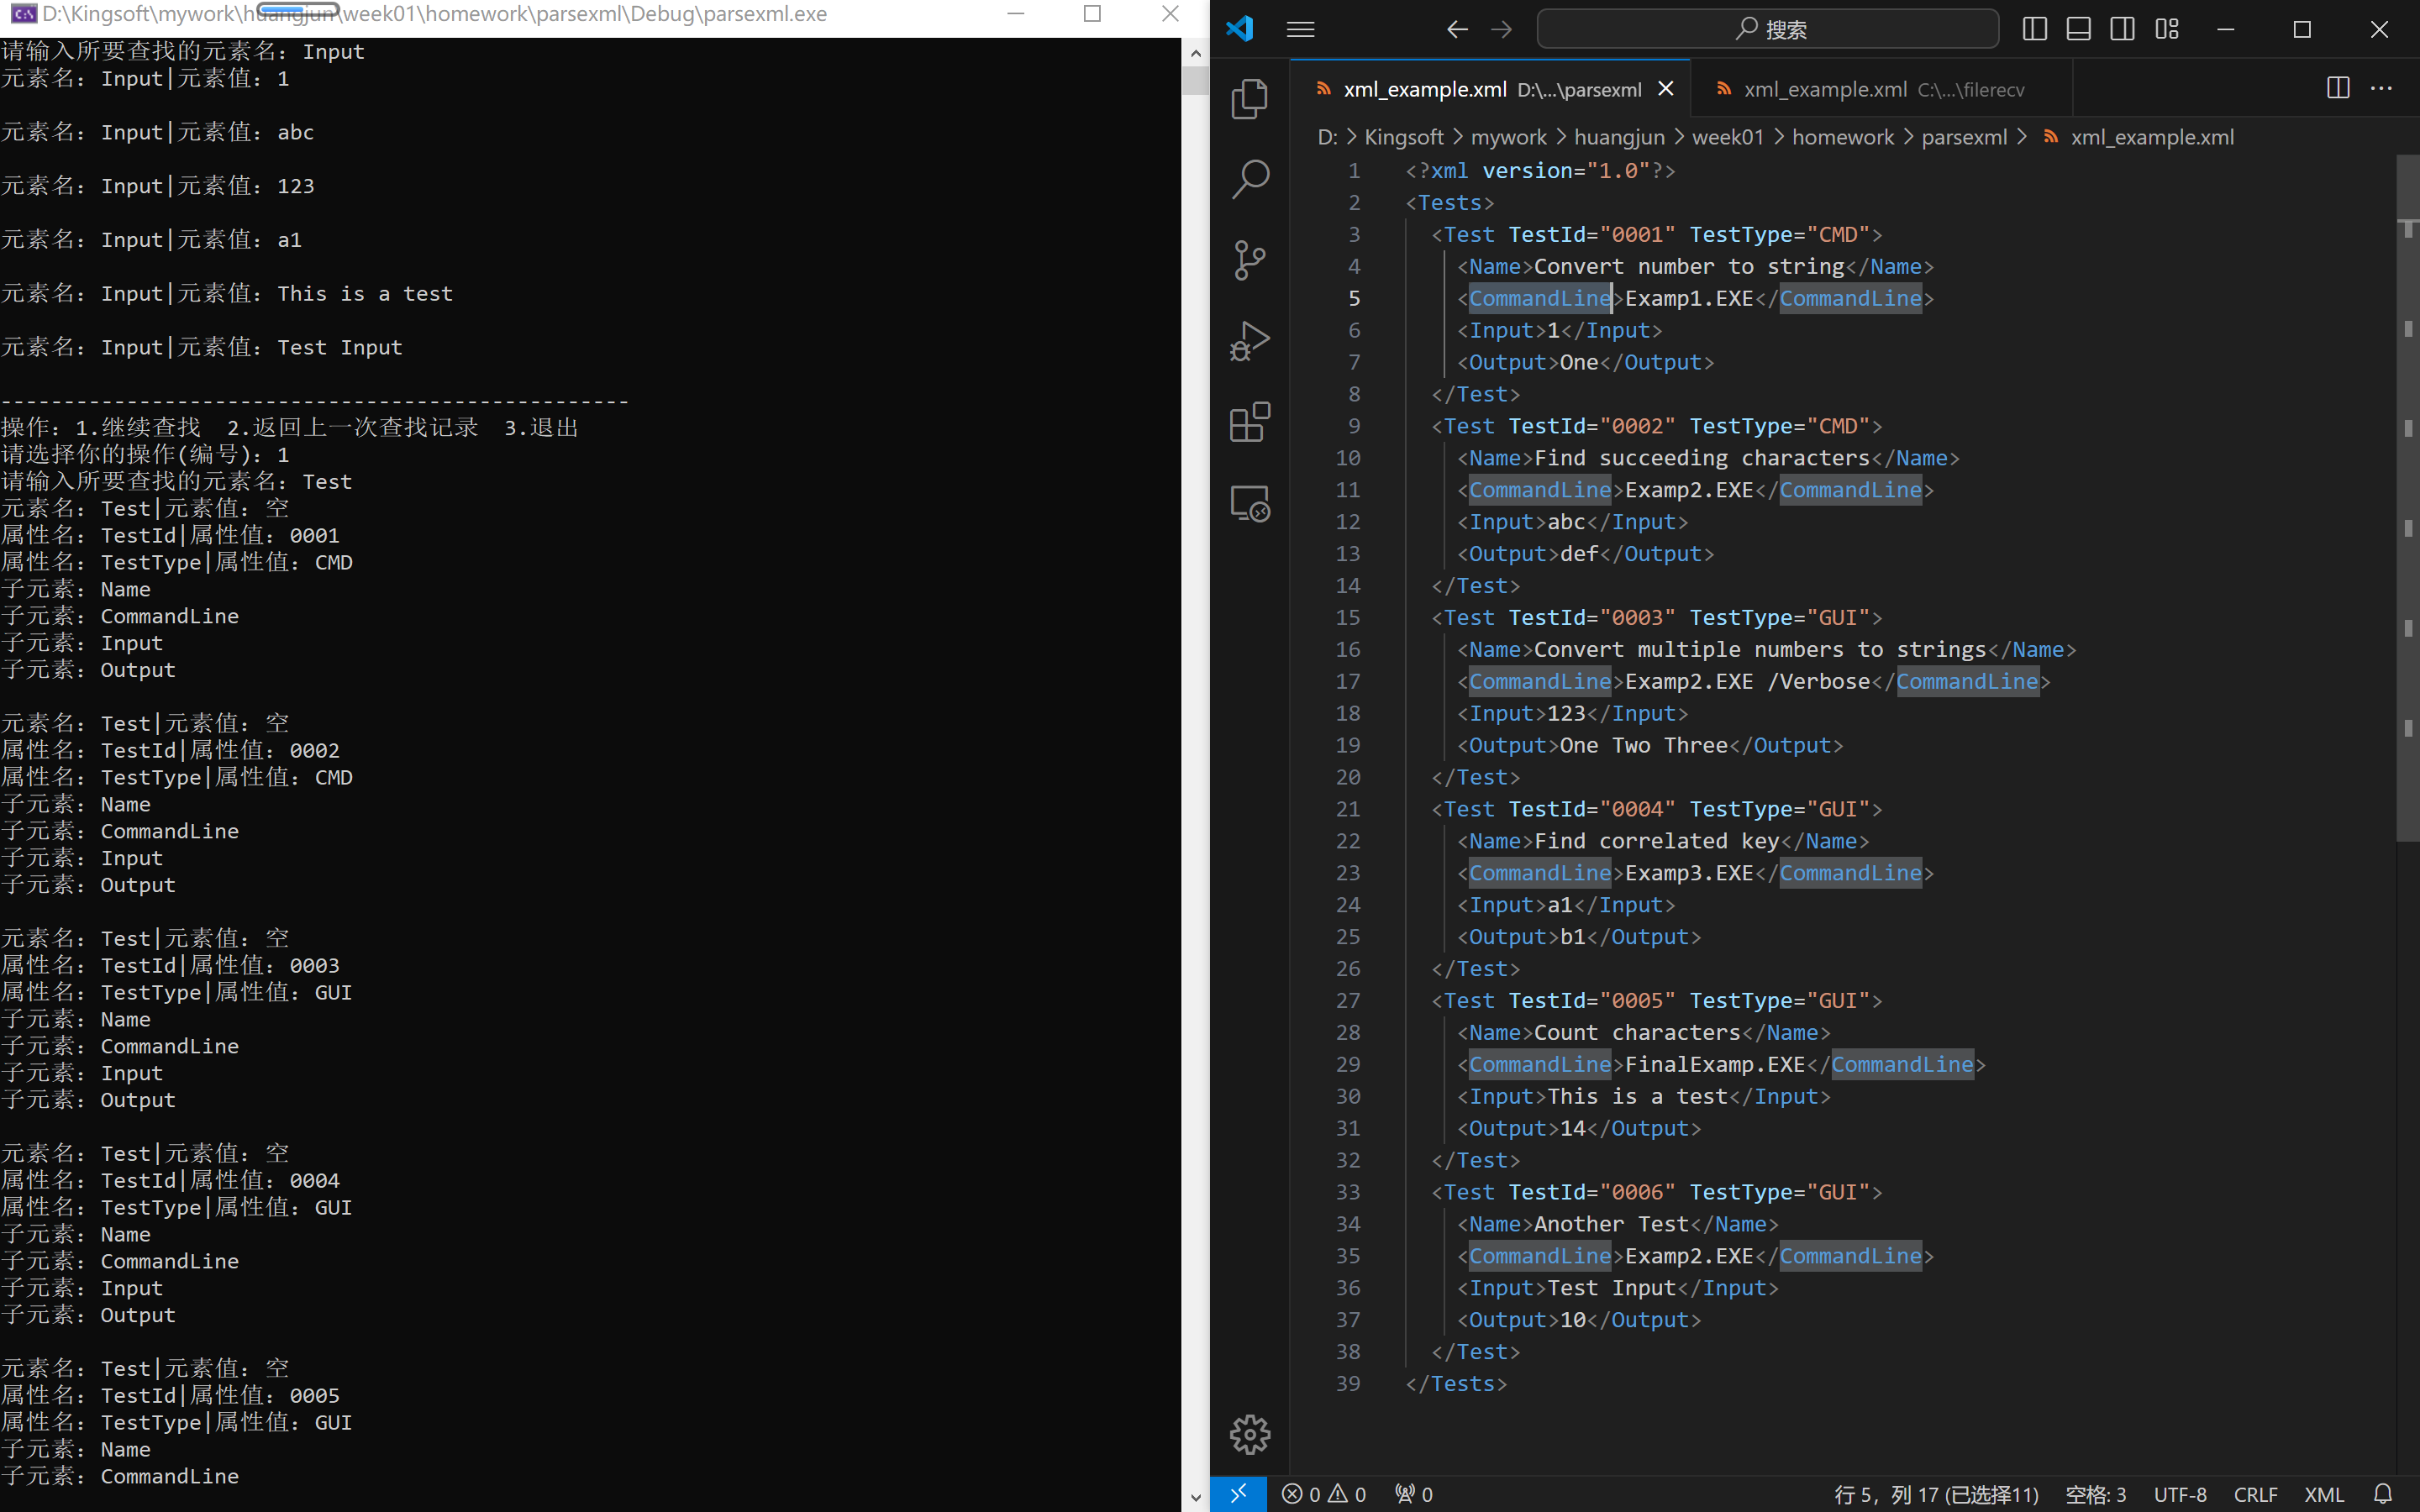 D:\Kingsoft\mywork\huangjun\week01\homework\parsexml\Debug\parsexml.exe
请输入所要查找的元素名：Input
元素名：Input|元素值：1
元素名：Input|元素值：abc
元素名：Input|元素值：123
元素名：Input|元素值：a1
元素名：Input|元素值：This is a test
元素名：Input|元素值：Test Input
--------------------------------------------------
操作：1.继续查找  2.返回上一次查找记录  3.退出
请选择你的操作(编号)：1
请输入所要查找的元素名：Test
元素名：Test|元素值：空
属性名：TestId|属性值：0001
属性名：TestType|属性值：CMD
子元素：Name
子元素：CommandLine
子元素：Input
子元素：Output
元素名：Test|元素值：空
属性名：TestId|属性值：0002
属性名：TestType|属性值：CMD
子元素：Name
子元素：CommandLine
子元素：Input
子元素：Output
元素名：Test|元素值：空
属性名：TestId|属性值：0003
属性名：TestType|属性值：GUI
子元素：Name
子元素：CommandLine
子元素：Input
子元素：Output
元素名：Test|元素值：空
属性名：TestId|属性值：0004
属性名：TestType|属性值：GUI
子元素：Name
子元素：CommandLine
子元素：Input
子元素：Output
元素名：Test|元素值：空
属性名：TestId|属性值：0005
属性名：TestType|属性值：GUI
子元素：Name
子元素：CommandLine
搜索
xml_example.xml D:\...\parsexml
xml_example.xml C:\...\filerecv
D: > Kingsoft > mywork > huangjun > week01 > homework > parsexml > xml_example.xml
1 <?xml version="1.0"?>
2 <Tests>
3 <Test TestId="0001" TestType="CMD">
4 <Name>Convert number to string</Name>
5 <CommandLine>Examp1.EXE</CommandLine>
6 <Input>1</Input>
7 <Output>One</Output>
8 </Test>
9 <Test TestId="0002" TestType="CMD">
10 <Name>Find succeeding characters</Name>
11 <CommandLine>Examp2.EXE</CommandLine>
12 <Input>abc</Input>
13 <Output>def</Output>
14 </Test>
15 <Test TestId="0003" TestType="GUI">
16 <Name>Convert multiple numbers to strings</Name>
17 <CommandLine>Examp2.EXE /Verbose</CommandLine>
18 <Input>123</Input>
19 <Output>One Two Three</Output>
20 </Test>
21 <Test TestId="0004" TestType="GUI">
22 <Name>Find correlated key</Name>
23 <CommandLine>Examp3.EXE</CommandLine>
24 <Input>a1</Input>
25 <Output>b1</Output>
26 </Test>
27 <Test TestId="0005" TestType="GUI">
28 <Name>Count characters</Name>
29 <CommandLine>FinalExamp.EXE</CommandLine>
30 <Input>This is a test</Input>
31 <Output>14</Output>
32 </Test>
33 <Test TestId="0006" TestType="GUI">
34 <Name>Another Test</Name>
35 <CommandLine>Examp2.EXE</CommandLine>
36 <Input>Test Input</Input>
37 <Output>10</Output>
38 </Test>
39 </Tests>
0 0 0 行 5，列 17 (已选择11) 空格: 3 UTF-8 CRLF XML